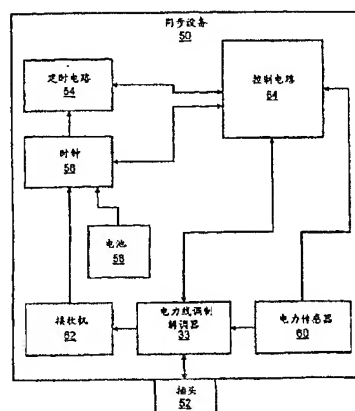 同步设备
50
定时电路
54
控制电路
64
时钟
56
电池
58
接收机
62
电力线调制
解调器
33
电力传感器
60
插头
52